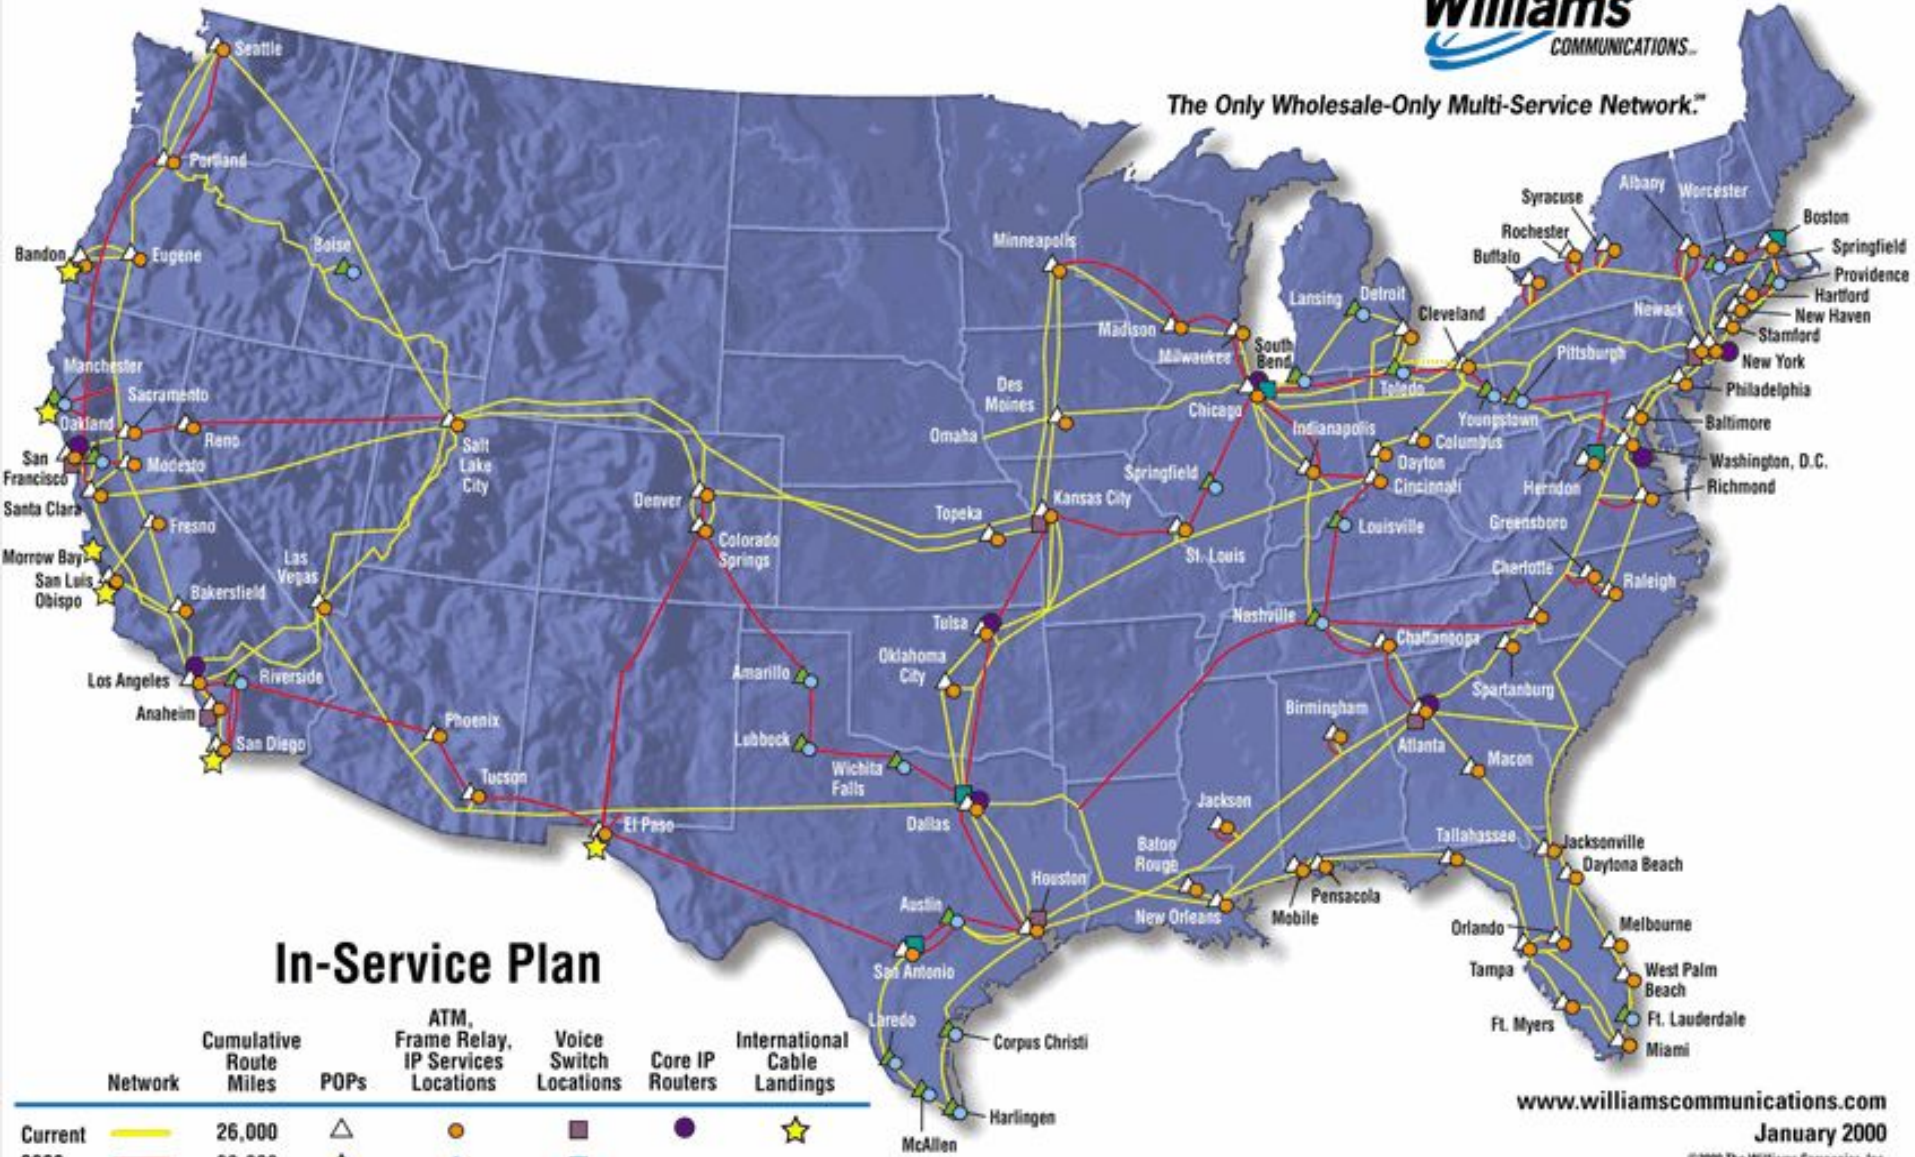 Williams
COMMUNICATIONS
The Only Wholesale-Only Multi-Service Network.℠
Seattle
Portland
Bandon
Eugene
Boise
Manchester
Sacramento
Oakland
Reno
San
Francisco
Modesto
Santa Clara
Salt
Lake
City
Fresno
Morrow Bay
San Luis
Obispo
Las
Vegas
Bakersfield
Los Angeles
Riverside
Anaheim
San Diego
Phoenix
Tucson
El Paso
Denver
Colorado
Springs
Amarillo
Lubbock
Wichita
Falls
Dallas
Oklahoma
City
Tulsa
Topeka
Kansas City
Omaha
Des
Moines
Minneapolis
Madison
Milwaukee
Chicago
South
Bend
Lansing
Detroit
Toledo
Cleveland
Youngstown
Pittsburgh
Indianapolis
Columbus
Dayton
Cincinnati
Springfield
St. Louis
Louisville
Nashville
Chattanooga
Birmingham
Atlanta
Macon
Jackson
Baton
Rouge
New Orleans
Houston
Austin
San Antonio
Laredo
Corpus Christi
McAllen
Harlingen
Mobile
Pensacola
Tallahassee
Jacksonville
Daytona Beach
Orlando
Melbourne
Tampa
West Palm
Beach
Ft. Myers
Ft. Lauderdale
Miami
Spartanburg
Charlotte
Greensboro
Raleigh
Herndon
Richmond
Washington, D.C.
Baltimore
Philadelphia
New York
Newark
Stamford
New Haven
Hartford
Providence
Springfield
Boston
Worcester
Albany
Syracuse
Rochester
Buffalo
In-Service Plan
Network
Cumulative
Route
Miles
POPs
ATM,
Frame Relay,
IP Services
Locations
Voice
Switch
Locations
Core IP
Routers
International
Cable
Landings
Current
26,000
www.williamscommunications.com
January 2000